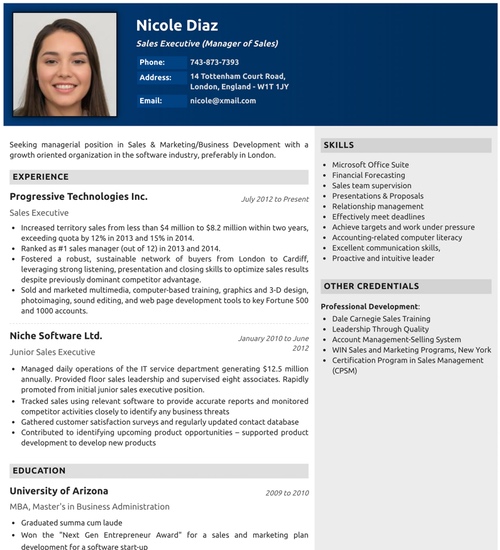 Nicole Diaz
Sales Executive (Manager of Sales)
Phone: 743-873-7393
Address: 14 Tottenham Court Road,
London, England - W1T 1JY
Email: nicole@xmail.com
Seeking managerial position in Sales & Marketing/Business Development with a
growth oriented organization in the software industry, preferably in London.
EXPERIENCE
Progressive Technologies Inc. July 2012 to Present
Sales Executive
• Increased territory sales from less than $4 million to $8.2 million within two years,
exceeding quota by 12% in 2013 and 15% in 2014.
• Ranked as #1 sales manager (out of 12) in 2013 and 2014.
• Fostered a robust, sustainable network of buyers from London to Cardiff,
leveraging strong listening, presentation and closing skills to optimize sales results
despite previously dominant competitor advantage.
• Sold and marketed multimedia, computer-based training, graphics and 3-D design,
photoimaging, sound editing, and web page development tools to key Fortune 500
and 1000 accounts.
Niche Software Ltd. January 2010 to June
2012
Junior Sales Executive
• Managed daily operations of the IT service department generating $12.5 million
annually. Provided floor sales leadership and supervised eight associates. Rapidly
promoted from initial junior sales executive position.
• Tracked sales using relevant software to provide accurate reports and monitored
competitor activities closely to identify any business threats
• Gathered customer satisfaction surveys and regularly updated contact database
• Contributed to identifying upcoming product opportunities – supported product
development to develop new products
EDUCATION
University of Arizona 2009 to 2010
MBA, Master's in Business Administration
• Graduated summa cum laude
• Won the "Next Gen Entrepreneur Award" for a sales and marketing plan
development for a software start-up
SKILLS
• Microsoft Office Suite
• Financial Forecasting
• Sales team supervision
• Presentations & Proposals
• Relationship management
• Effectively meet deadlines
• Achieve targets and work under pressure
• Accounting-related computer literacy
• Excellent communication skills,
• Proactive and intuitive leader
OTHER CREDENTIALS
Professional Development:
• Dale Carnegie Sales Training
• Leadership Through Quality
• Account Management-Selling System
• WIN Sales and Marketing Programs, New York
• Certification Program in Sales Management
(CPSM)